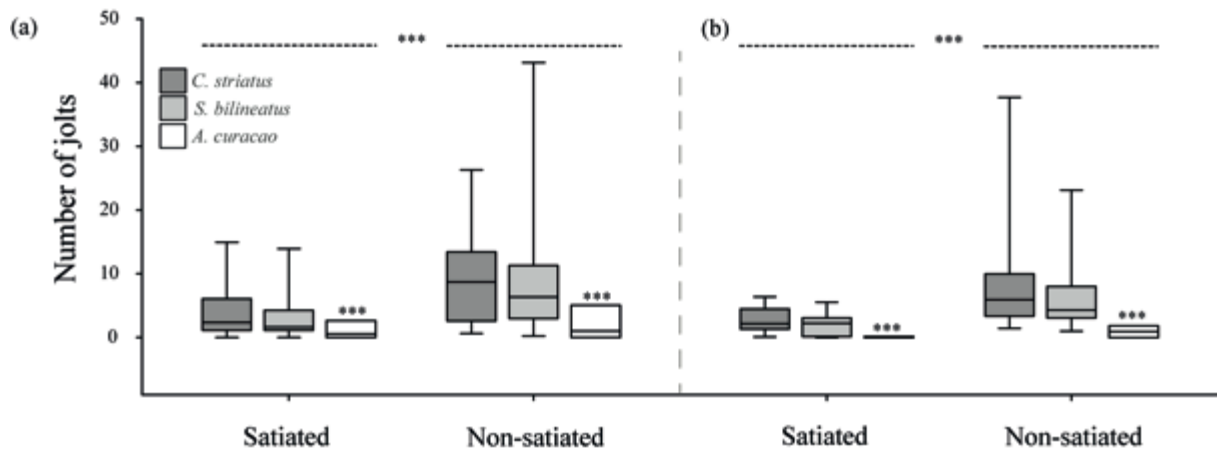 (a)
(b)
Number of jolts
50
40
30
20
10
0
C. striatus
S. bilineatus
A. curacao
***
***
***
***
***
***
Satiated
Non-satiated
Satiated
Non-satiated